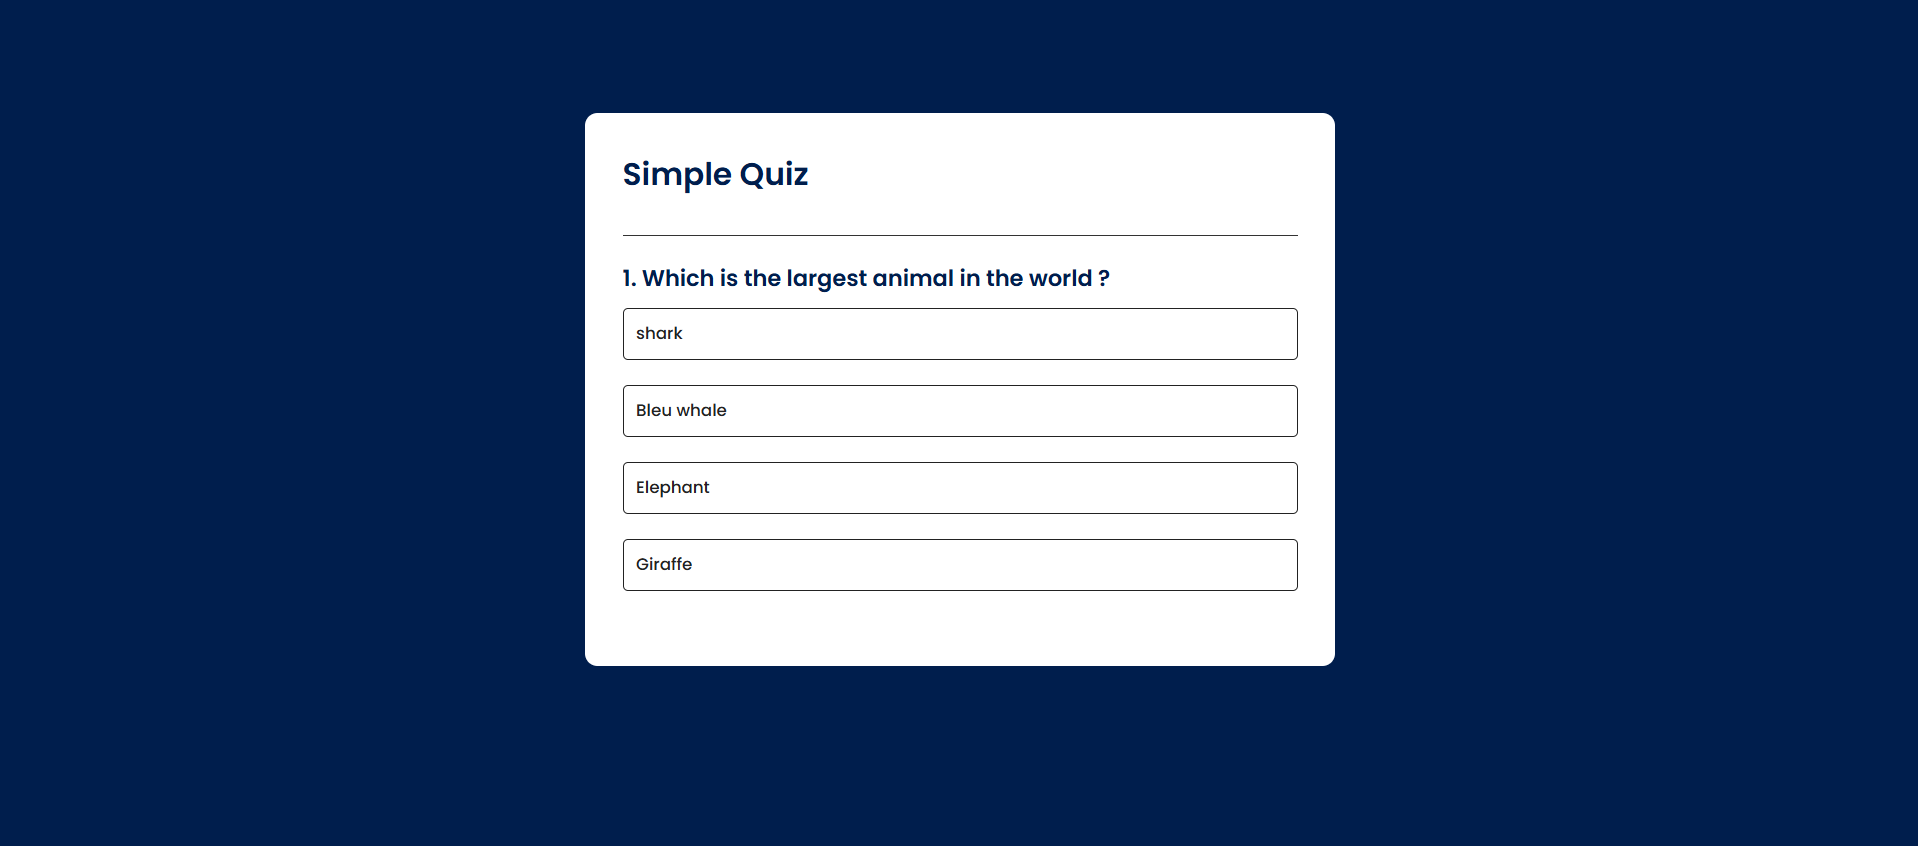 Simple Quiz
1. Which is the largest animal in the world ?
shark
Bleu whale
Elephant
Giraffe